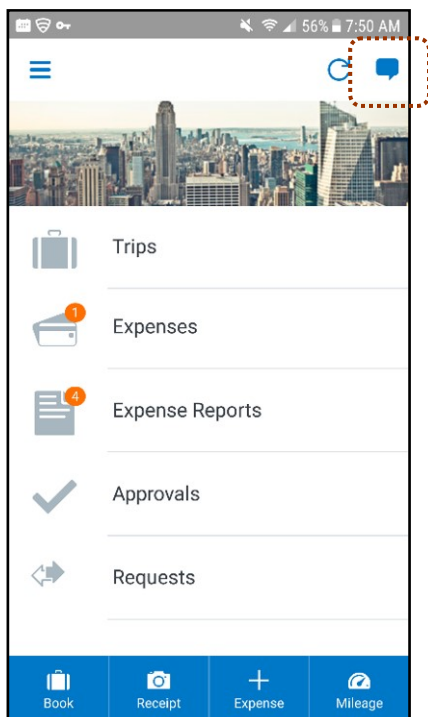 56% 7:50 AM
Trips
1
Expenses
4
Expense Reports
Approvals
Requests
Book Receipt Expense Mileage